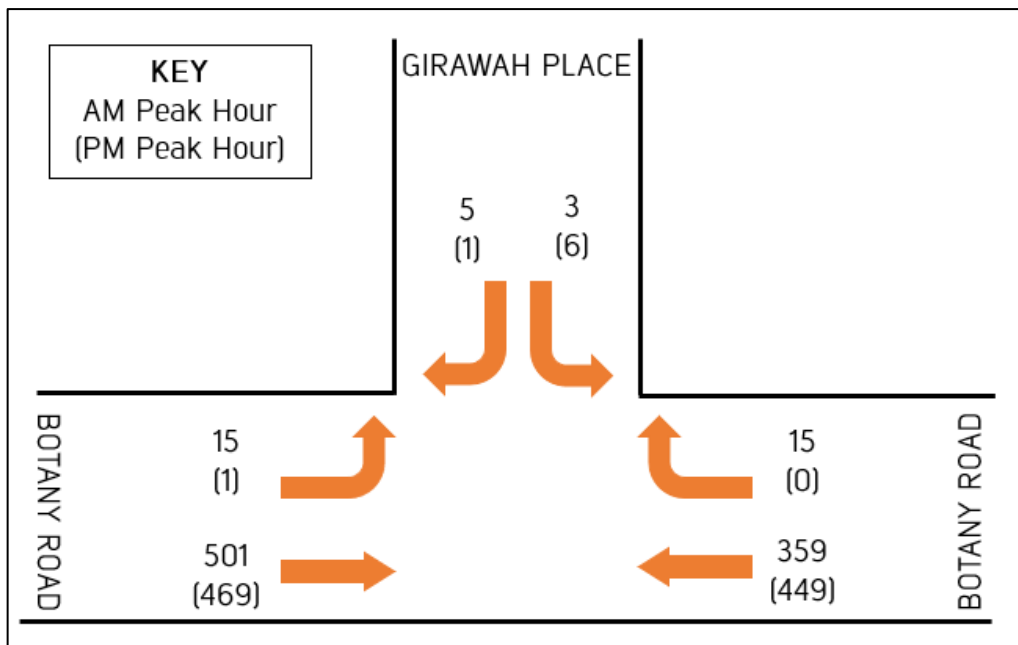 KEY
AM Peak Hour
(PM Peak Hour)
GIRAWAH PLACE
5
(1)
3
(6)
BOTANY ROAD
15
(1)
501
(469)
15
(0)
359
(449)
BOTANY ROAD